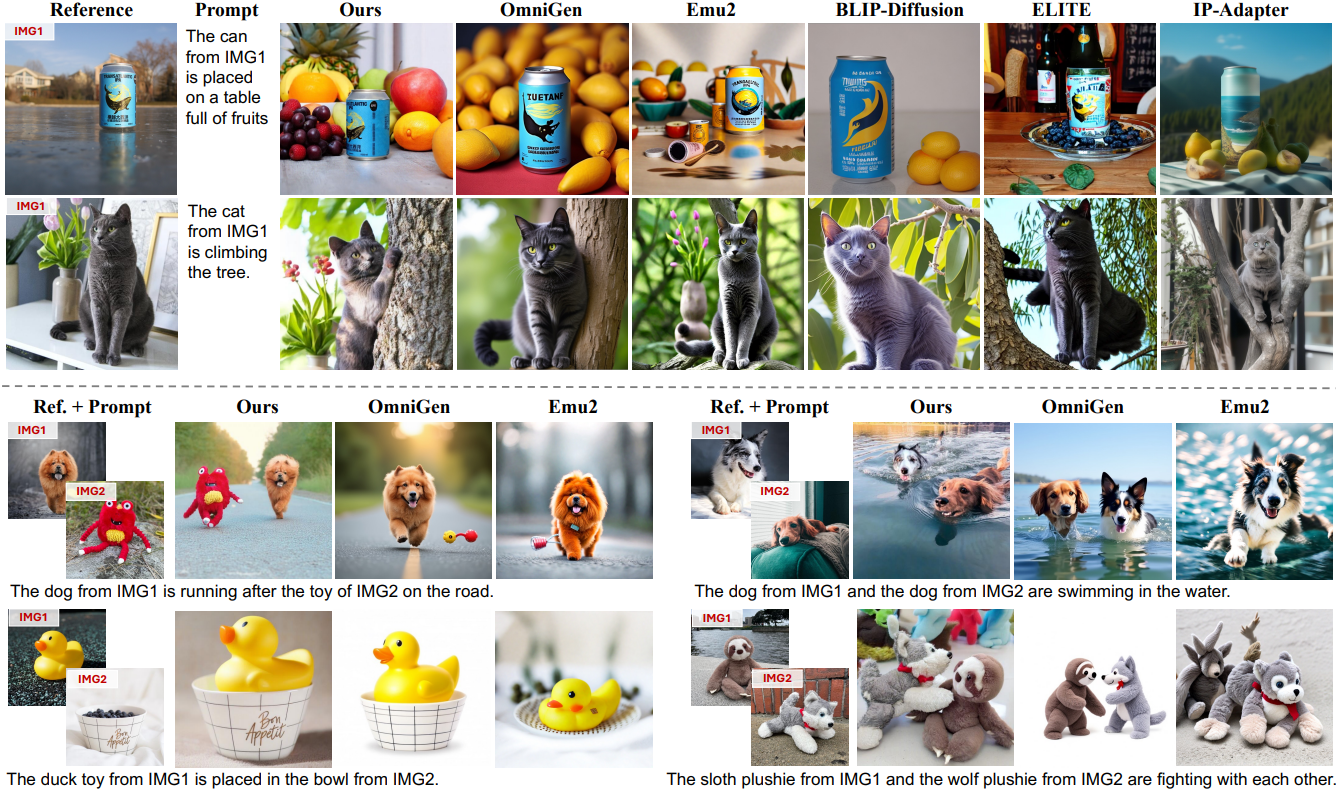 Reference Prompt Ours OmniGen Emu2 BLIP-Diffusion ELITE IP-Adapter
IMG1
The can
from IMG1
is placed
on a table
full of fruits
TUETANF
IMG1
The cat
from IMG1
is climbing
the tree.
Ref. + Prompt Ours OmniGen Emu2
IMG1
IMG2
The dog from IMG1 is running after the toy of IMG2 on the road.
Ref. + Prompt Ours OmniGen Emu2
IMG1
IMG2
The dog from IMG1 and the dog from IMG2 are swimming in the water.
IMG1
IMG2
Bon
Appetit
Bon
Appetit
The duck toy from IMG1 is placed in the bowl from IMG2.
IMG1
IMG2
The sloth plushie from IMG1 and the wolf plushie from IMG2 are fighting with each other.